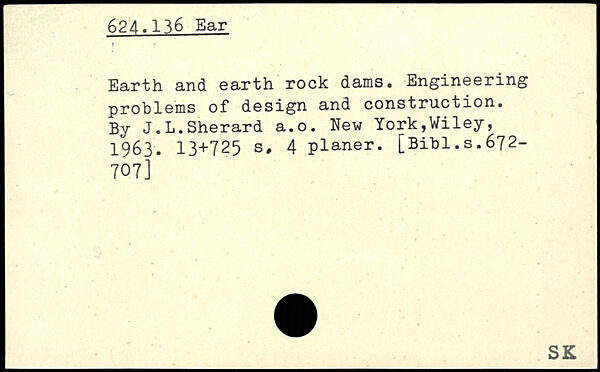 624.136 Ear
Earth and earth rock dams. Engineering
problems of design and construction.
By J.L.Sherard a.o. New York,Wiley,
1963. 13+725 s. 4 planer. [Bibl.s.672-
707]
SK